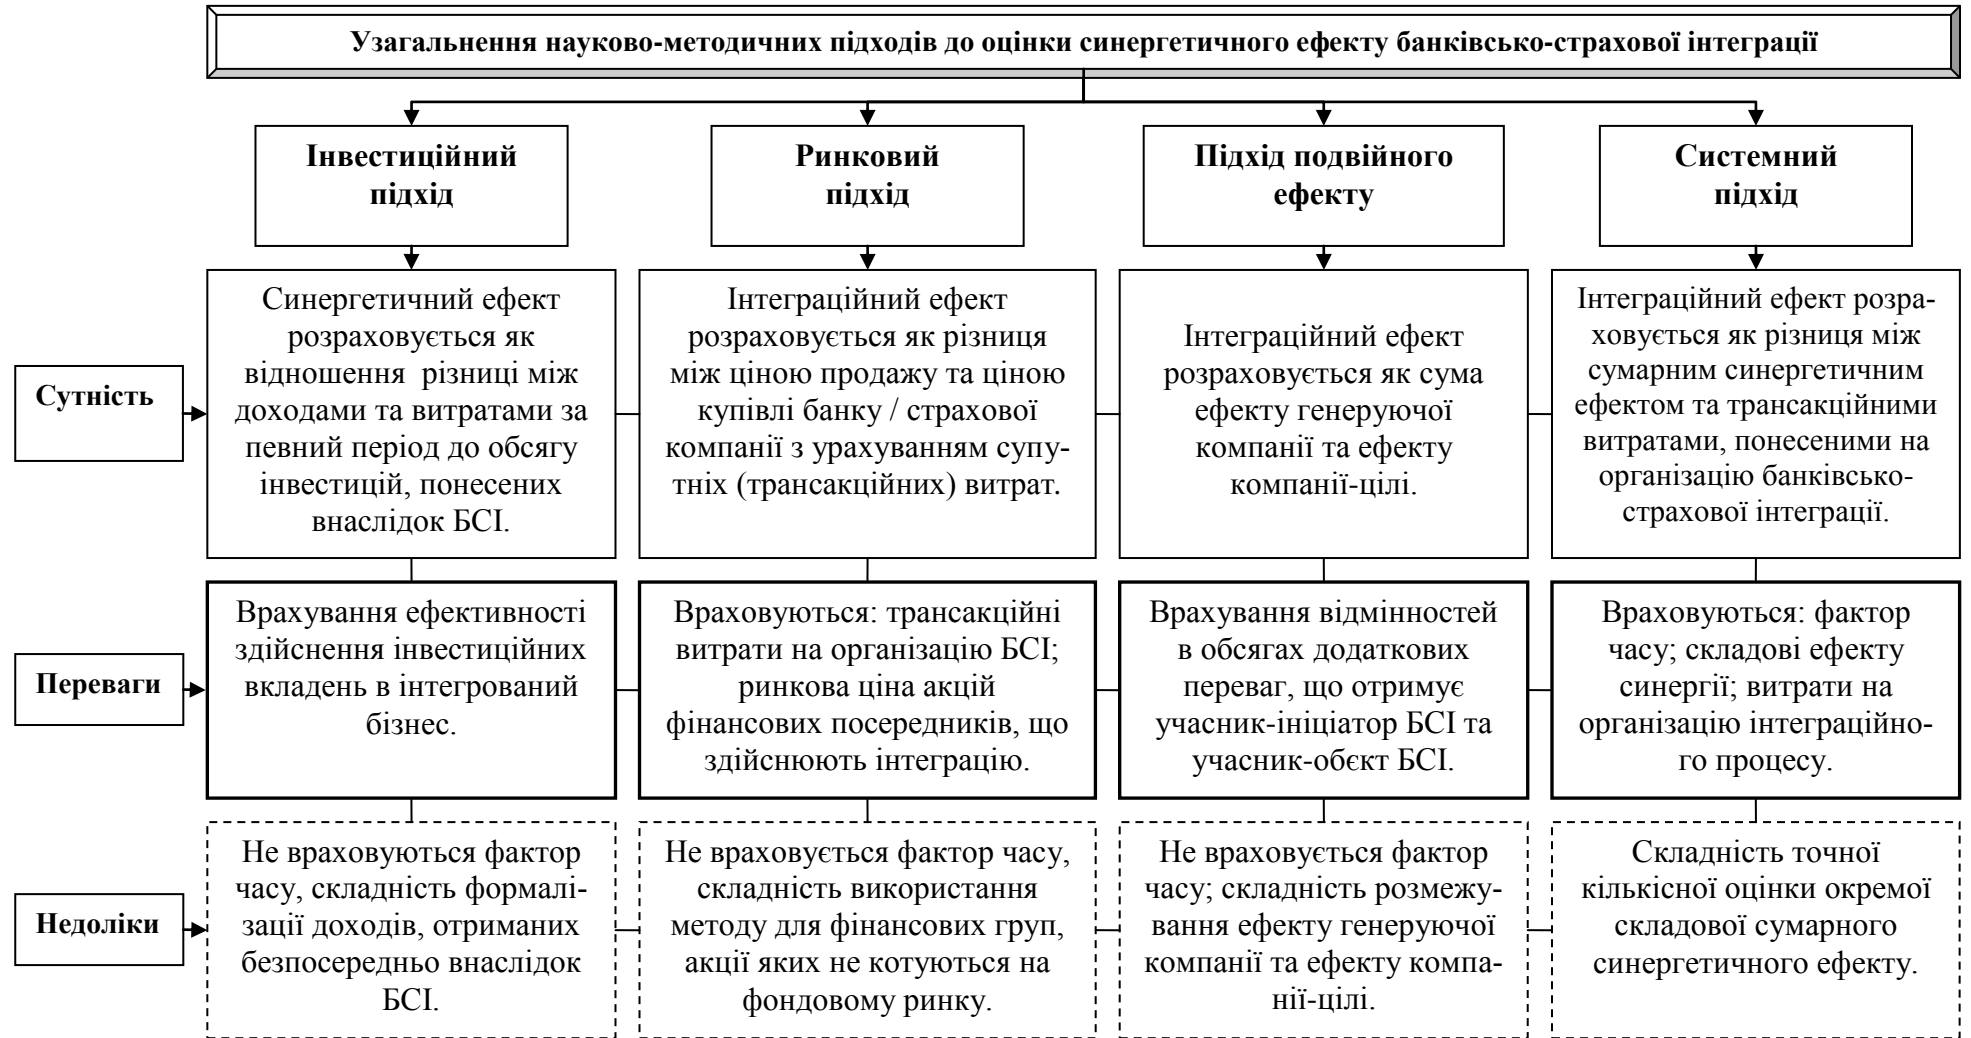 Узагальнення науково-методичних підходів до оцінки синергетичного ефекту банківсько-страхової інтеграції
Інвестиційний
підхід
Ринковий
підхід
Підхід подвійного
ефекту
Системний
підхід
Сутність
Синергетичний ефект
розраховується як
відношення різниці між
доходами та витратами за
певний період до обсягу
інвестицій, понесених
внаслідок БСІ.
Інтеграційний ефект
розраховується як різниця
між ціною продажу та ціною
купівлі банку / страхової
компанії з урахуванням супу-
тніх (трансакційних) витрат.
Інтеграційний ефект
розраховується як сума
ефекту генеруючої
компанії та ефекту
компанії-цілі.
Інтеграційний ефект розра-
ховується як різниця між
сумарним синергетичним
ефектом та трансакційними
витратами, понесеними на
організацію банківсько-
страхової інтеграції.
Переваги
Врахування ефективності
здійснення інвестиційних
вкладень в інтегрований
бізнес.
Враховуються: трансакційні
витрати на організацію БСІ;
ринкова ціна акцій
фінансових посередників, що
здійснюють інтеграцію.
Врахування відмінностей
в обсягах додаткових
переваг, що отримує
учасник-ініціатор БСІ та
учасник-обєкт БСІ.
Враховуються: фактор
часу; складові ефекту
синергії; витрати на
організацію інтеграційно-
го процесу.
Недоліки
Не враховуються фактор
часу, складність формалі-
зації доходів, отриманих
безпосередньо внаслідок
БСІ.
Не враховується фактор часу,
складність використання
методу для фінансових груп,
акції яких не котуються на
фондовому ринку.
Не враховується фактор
часу; складність розмежу-
вання ефекту генеруючої
компанії та ефекту компа-
нії-цілі.
Складність точної
кількісної оцінки окремої
складової сумарного
синергетичного ефекту.